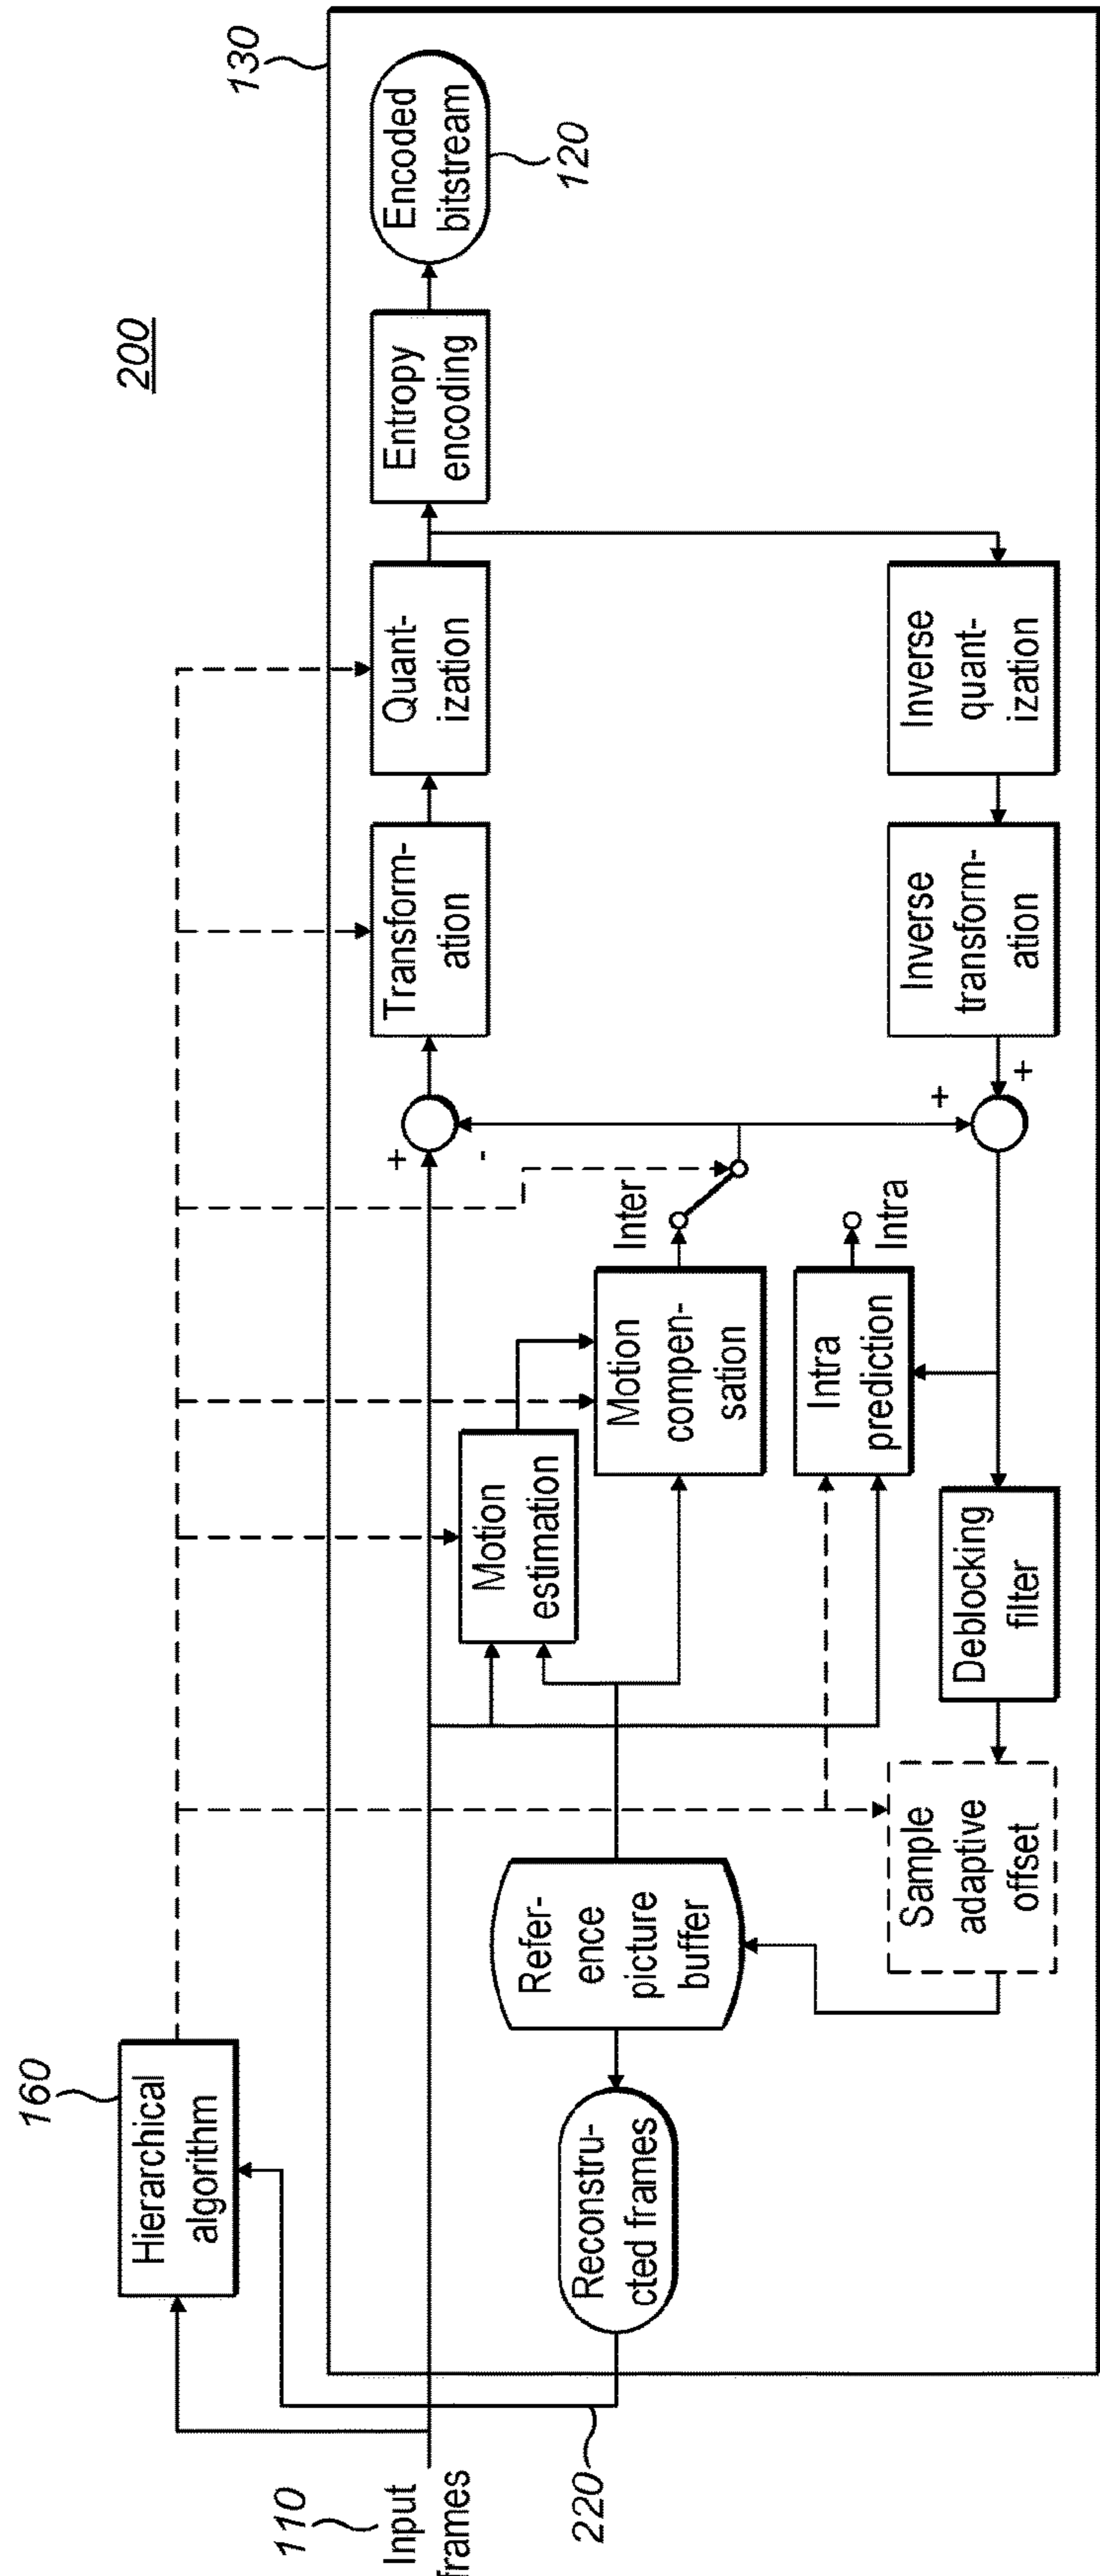 200
160
Hierarchical
algorithm
130
110
Input
frames
220
+
-
Transform-
ation
Quant-
ization
Entropy
encoding
Encoded
bitstream
120
Motion
estimation
Inter
Motion
compen-
sation
Refer-
ence
picture
buffer
Reconstru-
cted frames
Intra
prediction
Intra
+
+
Sample
adaptive
offset
Deblocking
filter
Inverse
transform-
ation
Inverse
quant-
ization